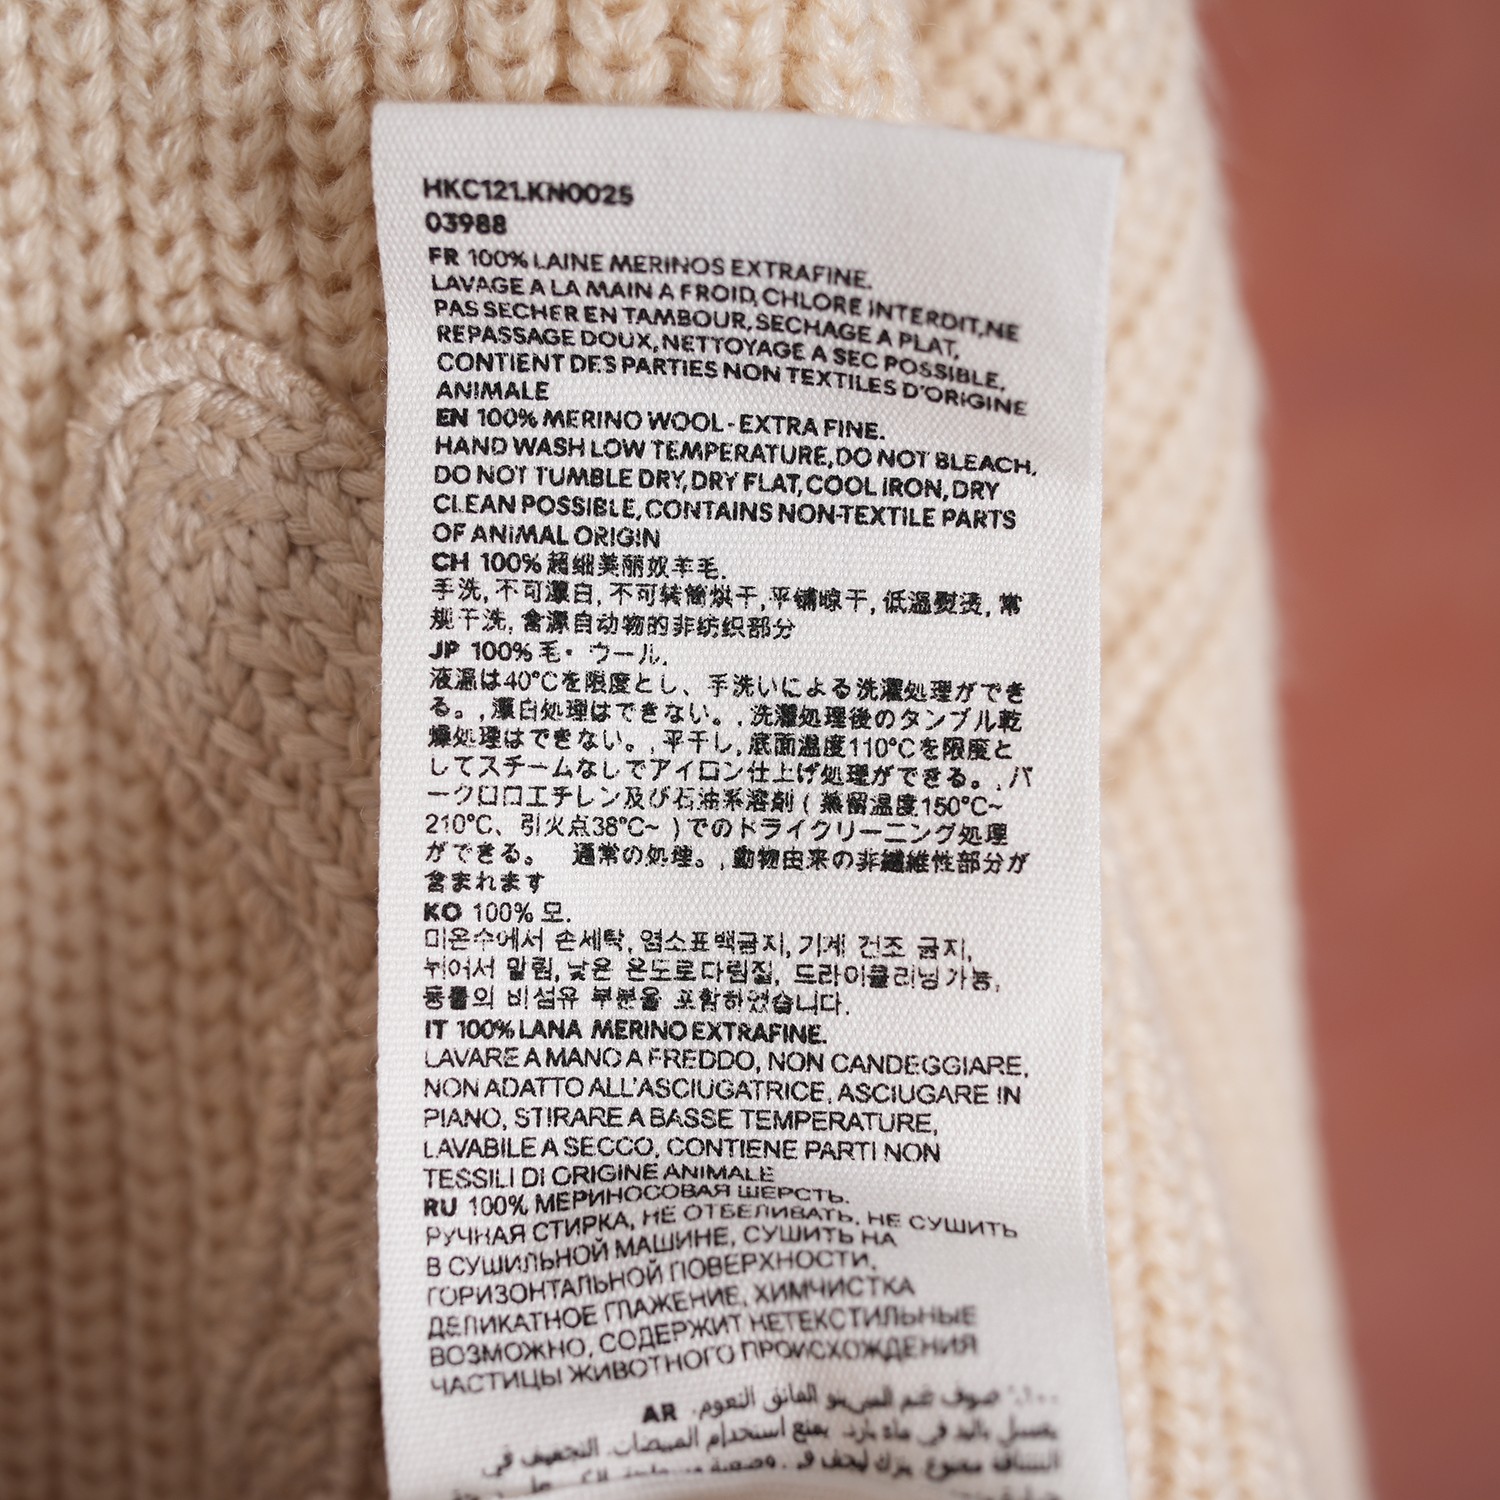 HKC121.KN0025
03988
FR 100% LAINE MERINOS EXTRAFINE.
LAVAGE A LA MAIN A FROID,CHLORE INTERDIT,NE
PAS SECHER EN TAMBOUR,SECHAGE A PLAT,
REPASSAGE DOUX,NETTOYAGE A SEC POSSIBLE,
CONTIENT DES PARTIES NON TEXTILES D'ORIGINE
ANIMALE
EN 100% MERINO WOOL-EXTRA FINE.
HAND WASH LOW TEMPERATURE,DO NOT BLEACH,
DO NOT TUMBLE DRY,DRY FLAT,COOL IRON,DRY
CLEAN POSSIBLE,CONTAINS NON-TEXTILE PARTS
OF ANIMAL ORIGIN
CH 100% 超细美丽奴羊毛.
手洗,不可漂白,不可转筒烘干,平铺晾干,低温熨烫,常
规干洗,含源自动物的非纺织部分
JP 100% 毛・ウール.
液温は40°Cを限度とし、手洗いによる洗濯処理ができ
る。,漂白処理はできない。,洗濯処理後のタンブル乾
燥処理はできない。,平干し,底面温度110°Cを限度と
してスチームなしでアイロン仕上げ処理ができる。,パ
ークロロエチレン及び石油系溶剤(蒸留温度150°C~
210°C、引火点38°C~)でのドライクリーニング処理
ができる。 通常の処理。,動物由来の非繊維性部分が
含まれます
KO 100% 모.
미온수에서 손세탁,염소표백금지,기계 건조 금지,
뉘어서 말림,낮은 온도로다림질, 드라이클리닝가능,
동물의 비섬유 부분을 포함하였습니다.
IT 100% LANA MERINO EXTRAFINE.
LAVARE A MANO A FREDDO, NON CANDEGGIARE,
NON ADATTO ALL'ASCIUGATRICE, ASCIUGARE IN
PIANO, STIRARE A BASSE TEMPERATURE,
LAVABILE A SECCO, CONTIENE PARTI NON
TESSILI DI ORIGINE ANIMALE
RU 100% МЕРИНОСОВАЯ ШЕРСТЬ.
РУЧНАЯ СТИРКА, НЕ ОТБЕЛИВАТЬ, НЕ СУШИТЬ
В СУШИЛЬНОЙ МАШИНЕ, СУШИТЬ НА
ГОРИЗОНТАЛЬНОЙ ПОВЕРХНОСТИ,
ДЕЛИКАТНОЕ ГЛАЖЕНИЕ, ХИМЧИСТКА
ВОЗМОЖНО, СОДЕРЖИТ НЕТЕКСТИЛЬНЫЕ
ЧАСТИЦЫ ЖИВОТНОГО ПРОИСХОЖДЕНИЯ
AR ١٠٠٪ صوف غنم المرينو الفائق النعوم.
يغسل باليد في ماء بارد، يمنع استخدام المبيضات، التجفيف في